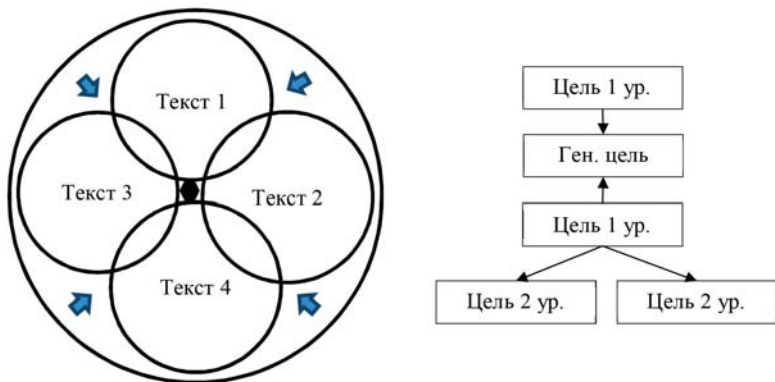 Текст 1
Текст 3
Текст 2
Текст 4
Цель 1 ур.
Ген. цель
Цель 1 ур.
Цель 2 ур.
Цель 2 ур.